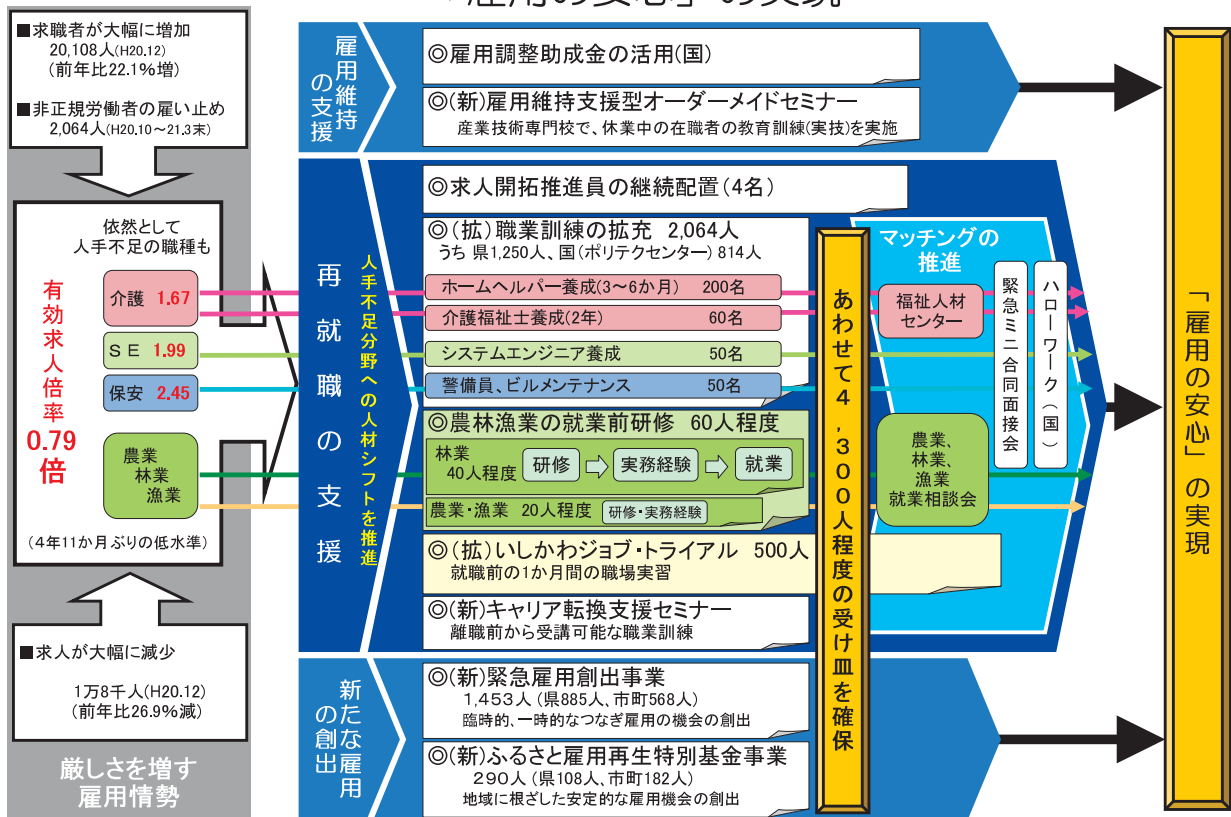 「雇用の安心」の実現
■求職者が大幅に増加
20,108人(H20.12)
(前年比22.1%増)
■非正規労働者の雇い止め
2,064人(H20.10～21.3末)
依然として
人手不足の職種も
有効求人倍率
0.79
倍
介護 1.67
ＳＥ 1.99
保安 2.45
農業
林業
漁業
(4年11か月ぶりの低水準)
■求人が大幅に減少
1万8千人(H20.12)
(前年比26.9%減)
厳しさを増す
雇用情勢
雇用維持
の支援
◎雇用調整助成金の活用(国)
◎(新)雇用維持支援型オーダーメイドセミナー
産業技術専門校で、休業中の在職者の教育訓練(実技)を実施
再就職の支援
人手不足分野への人材シフトを推進
◎求人開拓推進員の継続配置(4名)
◎(拡)職業訓練の拡充 2,064人
うち 県1,250人、国(ポリテクセンター) 814人
ホームヘルパー養成(3～6か月) 200名
介護福祉士養成(2年) 60名
システムエンジニア養成 50名
警備員、ビルメンテナンス 50名
◎農林漁業の就業前研修 60人程度
林業
40人程度
研修
実務経験
就業
農業・漁業 20人程度
研修・実務経験
◎(拡)いしかわジョブ・トライアル 500人
就職前の1か月間の職場実習
◎(新)キャリア転換支援セミナー
離職前から受講可能な職業訓練
あわせて4,300人程度の受け皿を確保
マッチングの
推進
福祉人材
センター
農業、
林業、
漁業
就業相談会
緊急ミニ合同面接会
ハローワーク(国)
新たな雇用
の創出
◎(新)緊急雇用創出事業
1,453人(県885人、市町568人)
臨時的、一時的なつなぎ雇用の機会の創出
◎(新)ふるさと雇用再生特別基金事業
290人(県108人、市町182人)
地域に根ざした安定的な雇用機会の創出
「雇用の安心」の実現